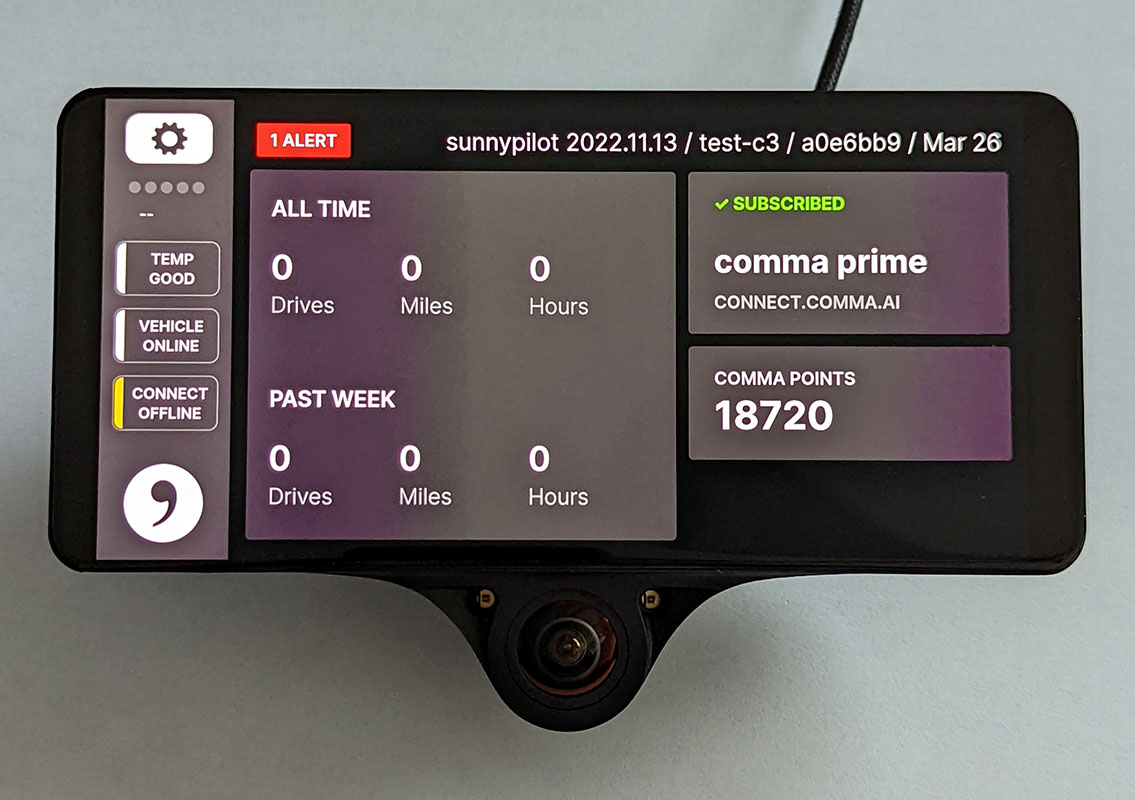 1 ALERT
sunnypilot 2022.11.13 / test-c3 / a0e6bb9 / Mar 26
--
TEMP
GOOD
VEHICLE
ONLINE
CONNECT
OFFLINE
ALL TIME
0 0 0
Drives Miles Hours
PAST WEEK
0 0 0
Drives Miles Hours
✓ SUBSCRIBED
comma prime
CONNECT.COMMA.AI
COMMA POINTS
18720